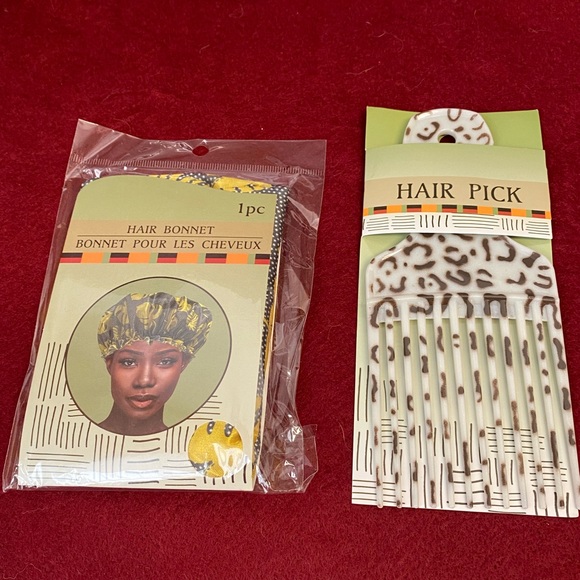 1pc
HAIR BONNET
BONNET POUR LES CHEVEUX
HAIR PICK